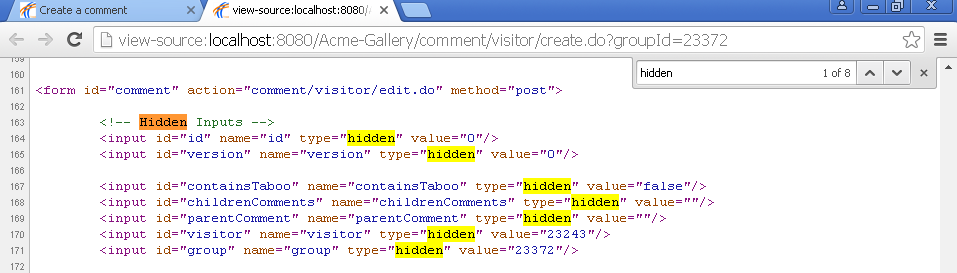 Create a comment
view-source:localhost:8080/
view-source:localhost:8080/Acme-Gallery/comment/visitor/create.do?groupId=23372
hidden 1 of 8
159
160
161 <form id="comment" action="comment/visitor/edit.do" method="post">
162
163 <!-- Hidden Inputs -->
164 <input id="id" name="id" type="hidden" value="0"/>
165 <input id="version" name="version" type="hidden" value="0"/>
166
167 <input id="containsTaboo" name="containsTaboo" type="hidden" value="false"/>
168 <input id="childrenComments" name="childrenComments" type="hidden" value=""/>
169 <input id="parentComment" name="parentComment" type="hidden" value=""/>
170 <input id="visitor" name="visitor" type="hidden" value="23243"/>
171 <input id="group" name="group" type="hidden" value="23372"/>
172